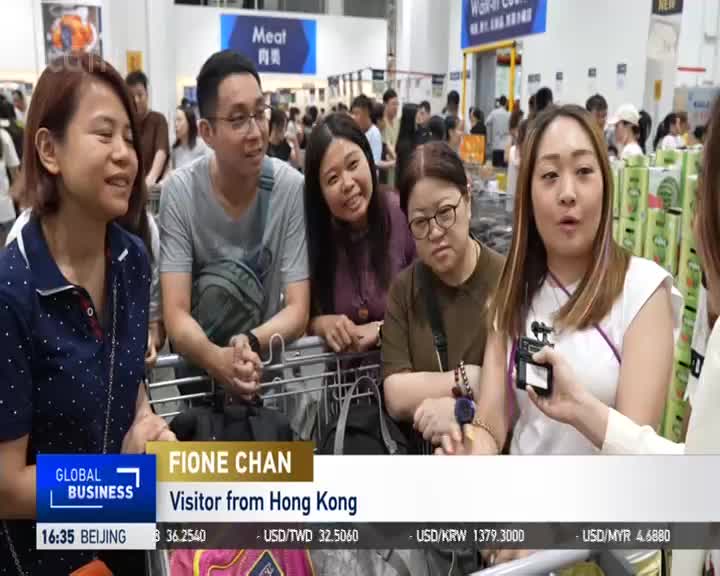 Meat
肉类
NEW
FIONE CHAN
GLOBAL
BUSINESS
Visitor from Hong Kong
16:35 BEIJING
36.2540 - USD/TWD 32.5060 - USD/KRW 1379.3000 - USD/MYR 4.6880